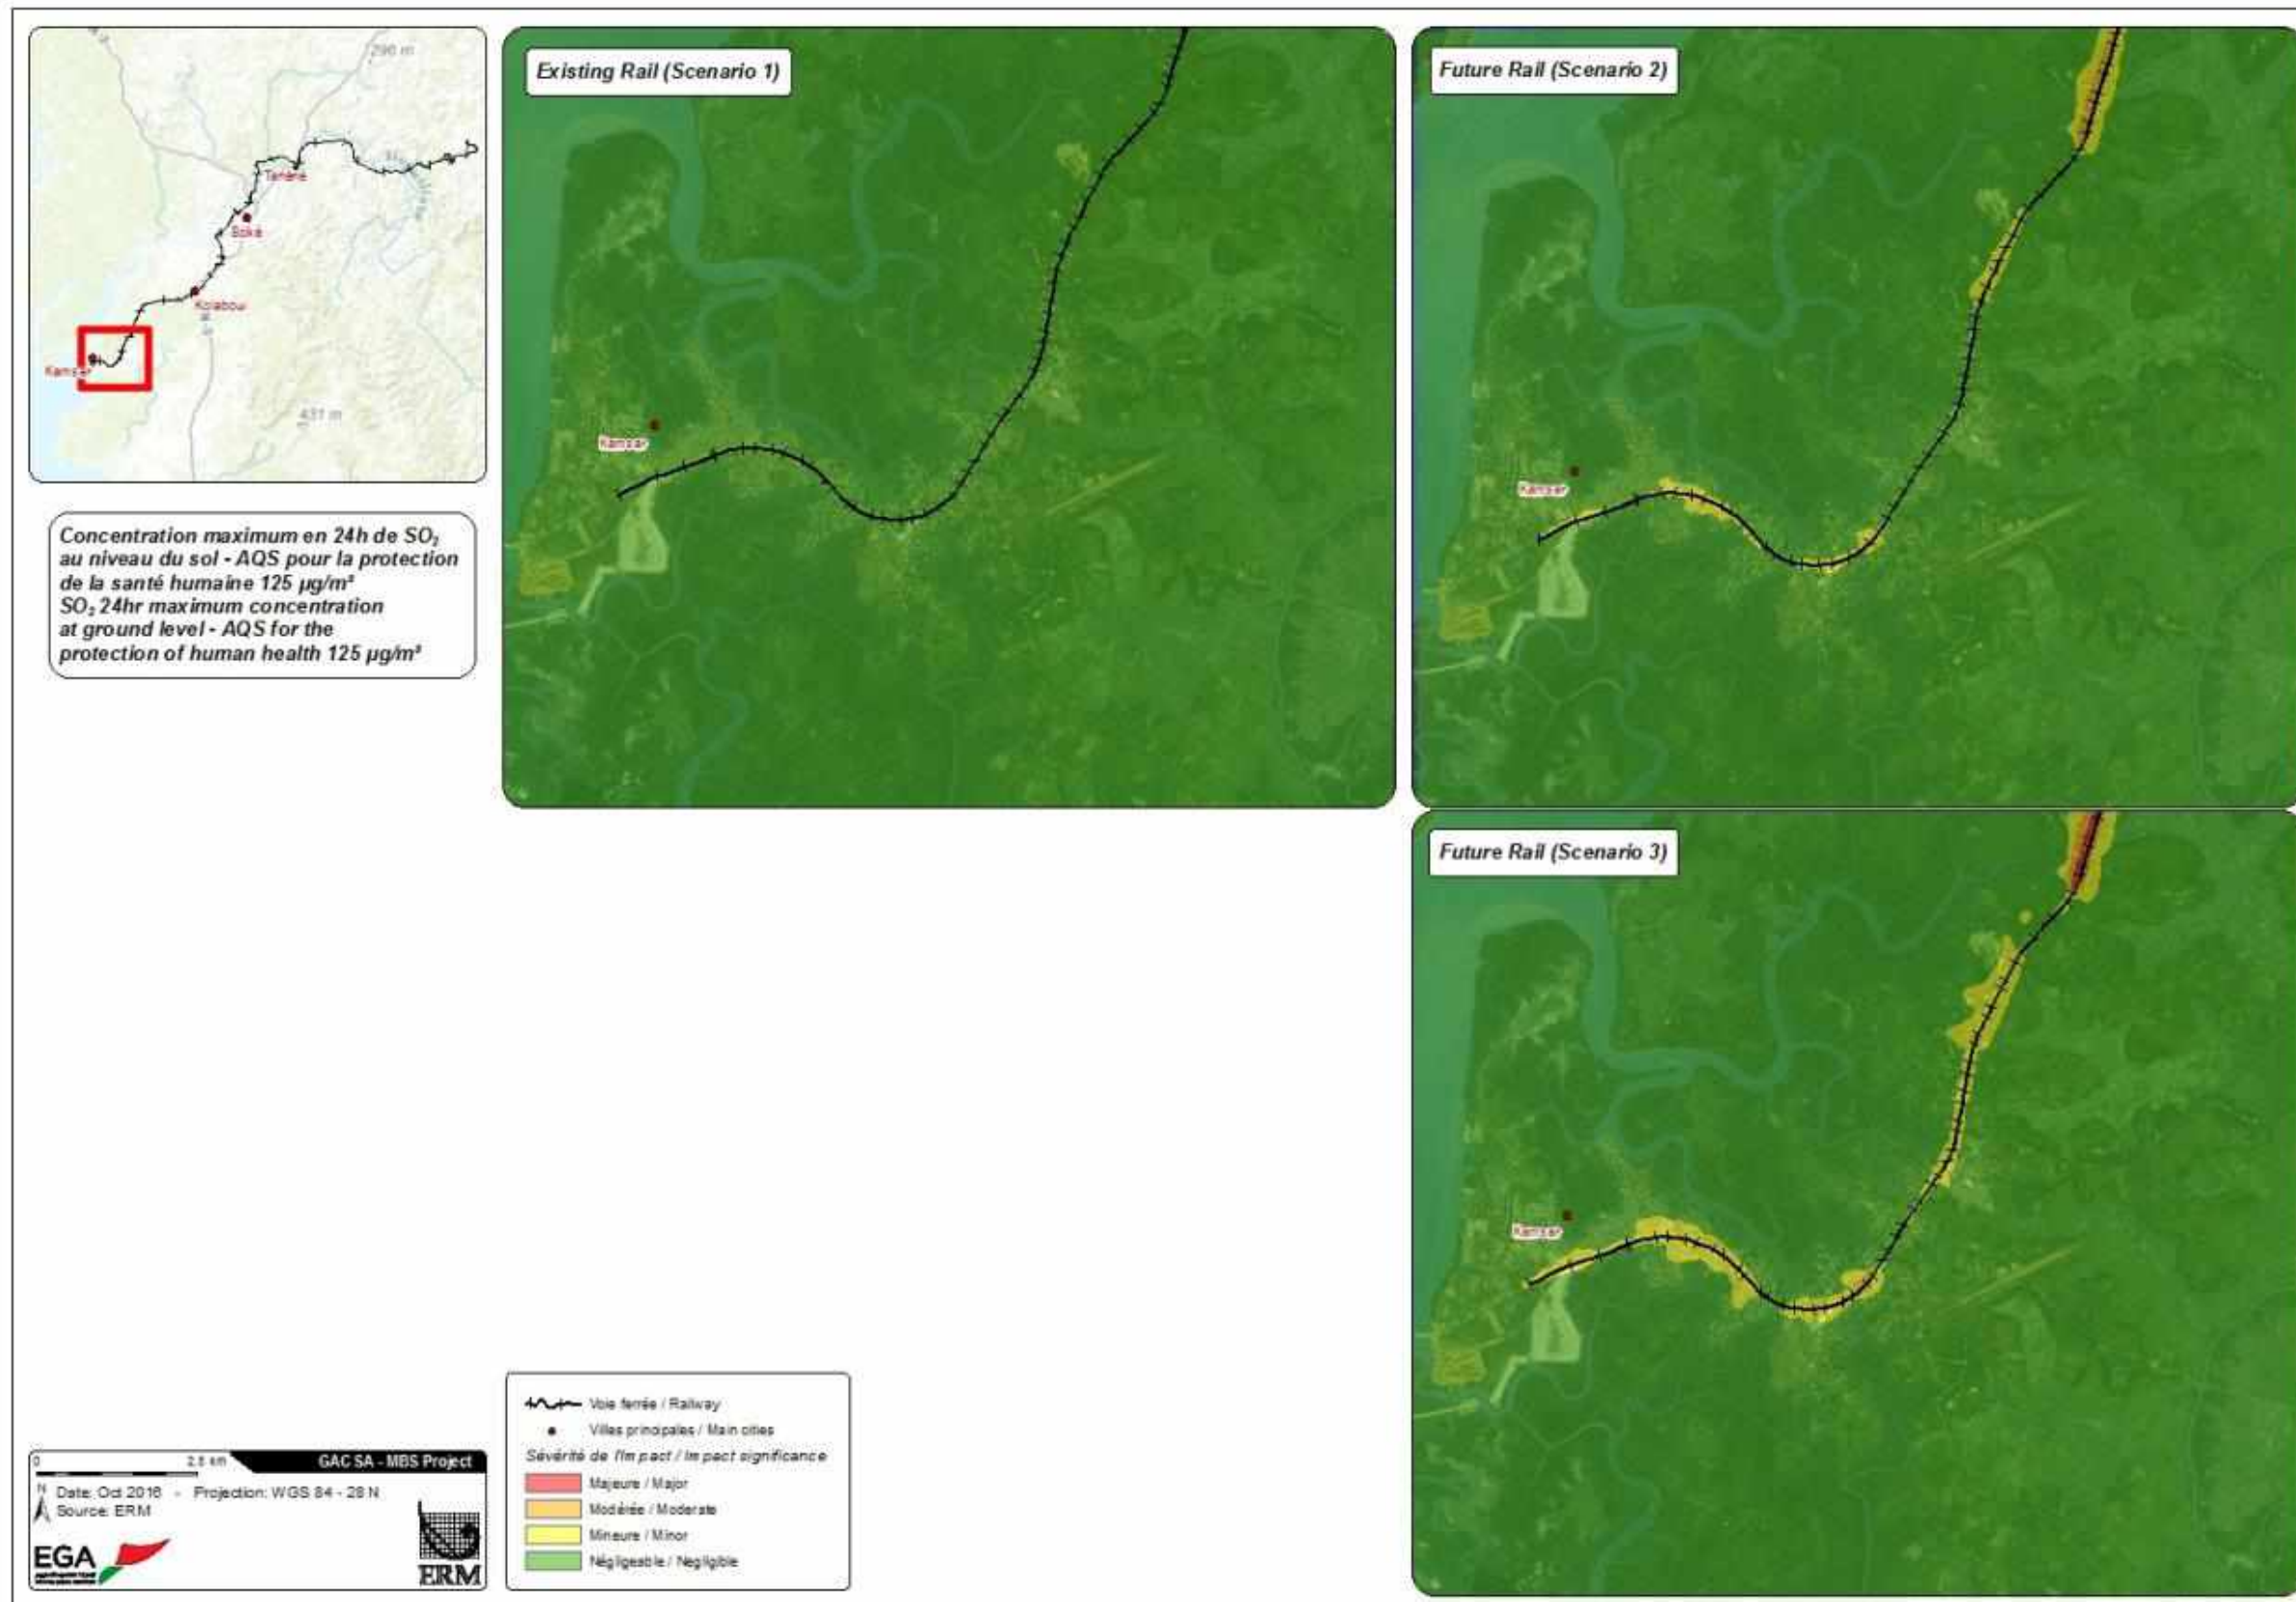 296 m
Tanéné
Boké
Kolaboui
Kamsar
431 m
Concentration maximum en 24h de SO₂
au niveau du sol - AQS pour la protection
de la santé humaine 125 µg/m³
SO₂ 24hr maximum concentration
at ground level - AQS for the
protection of human health 125 µg/m³
Existing Rail (Scenario 1)
Kamsar
Future Rail (Scenario 2)
Kamsar
Future Rail (Scenario 3)
Kamsar
Voie ferrée / Railway
Villes principales / Main cities
Sévérité de l'Impact / Impact significance
Majeure / Major
Modérée / Moderate
Mineure / Minor
Négligeable / Negligible
0 2.5 km
GAC SA - MBS Project
N
Date: Oct 2016 - Projection: WGS 84 - 28 N
Source: ERM
EGA
ERM